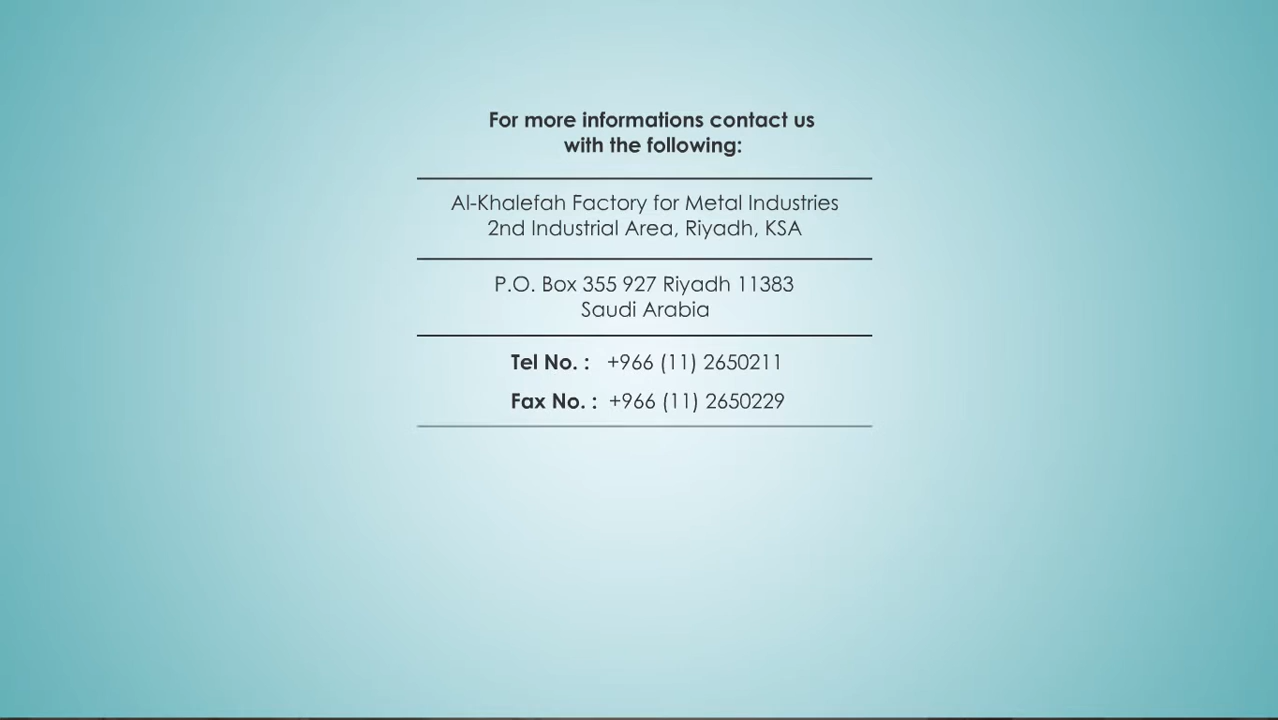 For more informations contact us
with the following:
Al-Khalefah Factory for Metal Industries
2nd Industrial Area, Riyadh, KSA
P.O. Box 355 927 Riyadh 11383
Saudi Arabia
Tel No. : +966 (11) 2650211
Fax No. : +966 (11) 2650229